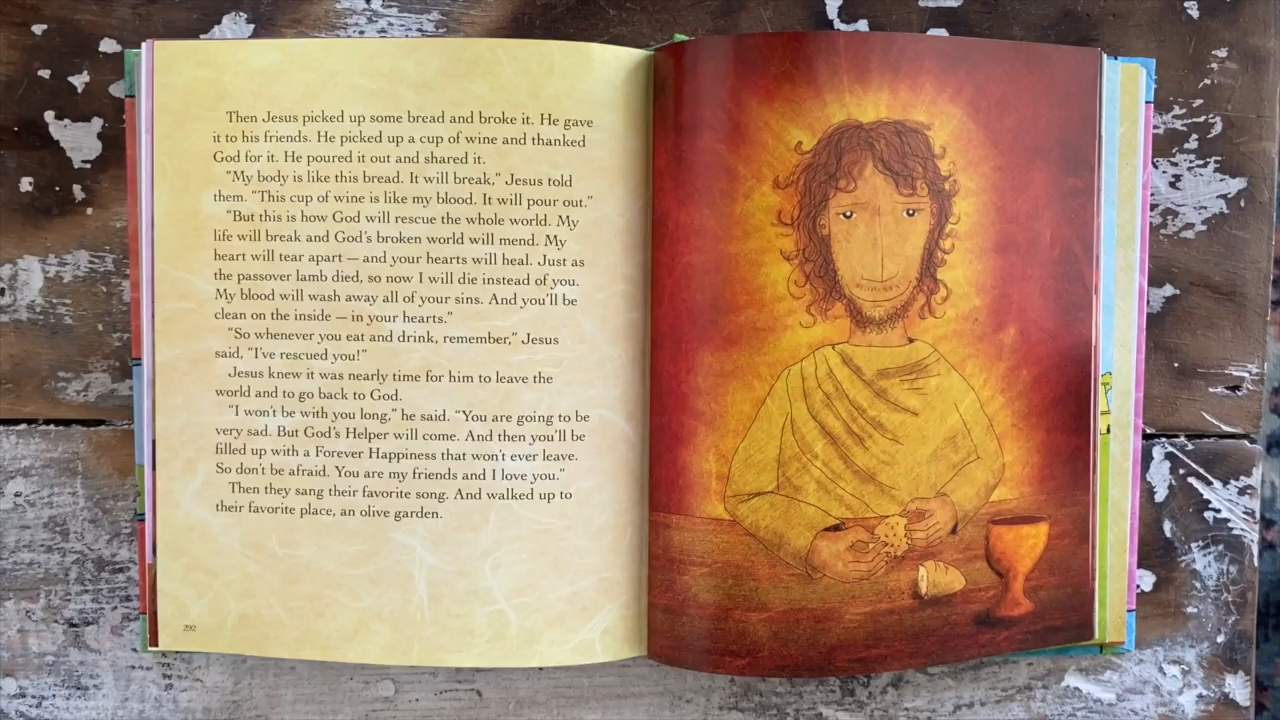 Then Jesus picked up some bread and broke it. He gave
it to his friends. He picked up a cup of wine and thanked
God for it. He poured it out and shared it.
“My body is like this bread. It will break,” Jesus told
them. “This cup of wine is like my blood. It will pour out.”
“But this is how God will rescue the whole world. My
life will break and God’s broken world will mend. My
heart will tear apart — and your hearts will heal. Just as
the passover lamb died, so now I will die instead of you.
My blood will wash away all of your sins. And you’ll be
clean on the inside — in your hearts.”
“So whenever you eat and drink, remember,” Jesus
said, “I’ve rescued you!”
Jesus knew it was nearly time for him to leave the
world and to go back to God.
“I won’t be with you long,” he said. “You are going to be
very sad. But God’s Helper will come. And then you’ll be
filled up with a Forever Happiness that won’t ever leave.
So don’t be afraid. You are my friends and I love you.”
Then they sang their favorite song. And walked up to
their favorite place, an olive garden.
292